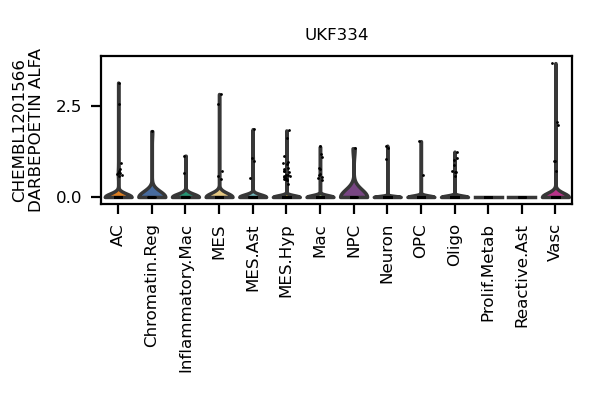 UKF334
CHEMBL1201566
DARBEPOETIN ALFA
2.5
0.0
AC
Chromatin.Reg
Inflammatory.Mac
MES
MES.Ast
MES.Hyp
Mac
NPC
Neuron
OPC
Oligo
Prolif.Metab
Reactive.Ast
Vasc